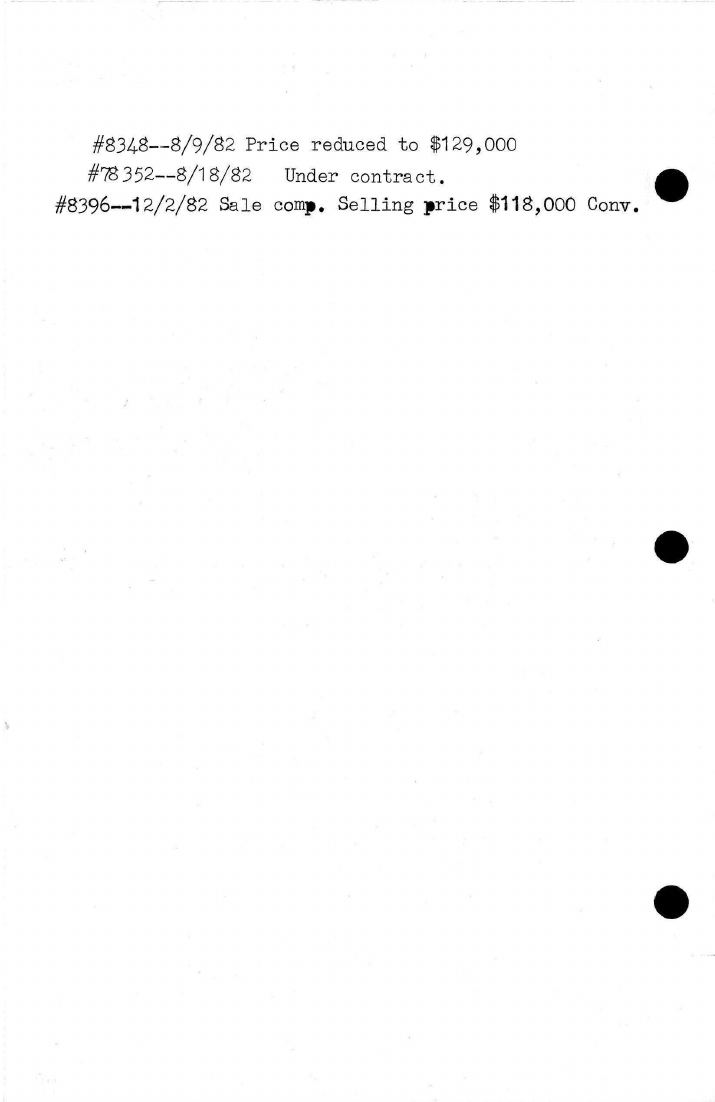 #8348--8/9/82 Price reduced to $129,000
#78352--8/18/82 Under contract.
#8396--12/2/82 Sale comp. Selling price $118,000 Conv.